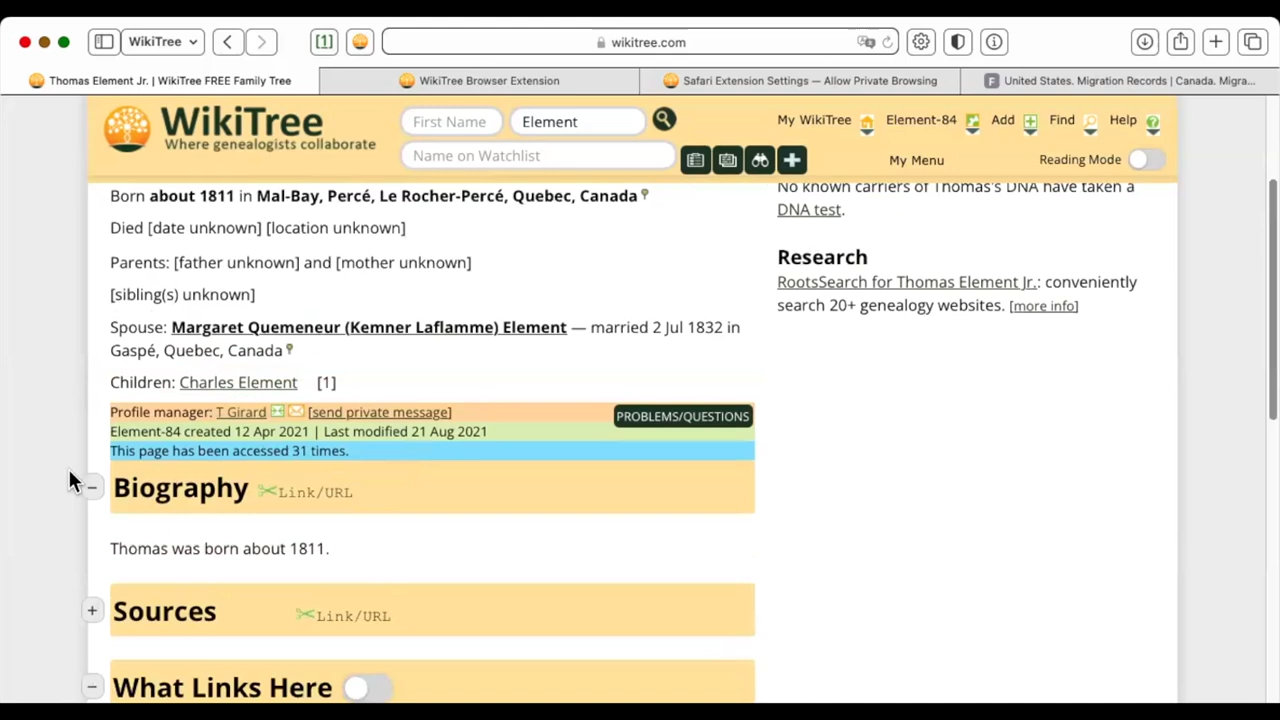 WikiTree
[1]
wikitree.com
Thomas Element Jr. | WikiTree FREE Family Tree
WikiTree Browser Extension
Safari Extension Settings — Allow Private Browsing
United States. Migration Records | Canada. Migra...
WikiTree
Where genealogists collaborate
First Name
Element
Name on Watchlist
My WikiTree
Element-84
Add
Find
Help
My Menu
Reading Mode
Born about 1811 in Mal-Bay, Percé, Le Rocher-Percé, Quebec, Canada
Died [date unknown] [location unknown]
Parents: [father unknown] and [mother unknown]
[sibling(s) unknown]
Spouse: Margaret Quemeneur (Kemner Laflamme) Element — married 2 Jul 1832 in
Gaspé, Quebec, Canada
Children: Charles Element [1]
Profile manager: T Girard [send private message]
PROBLEMS/QUESTIONS
Element-84 created 12 Apr 2021 | Last modified 21 Aug 2021
This page has been accessed 31 times.
Biography Link/URL
Thomas was born about 1811.
Sources Link/URL
What Links Here
No known carriers of Thomas's DNA have taken a
DNA test.
Research
RootsSearch for Thomas Element Jr.: conveniently
search 20+ genealogy websites. [more info]